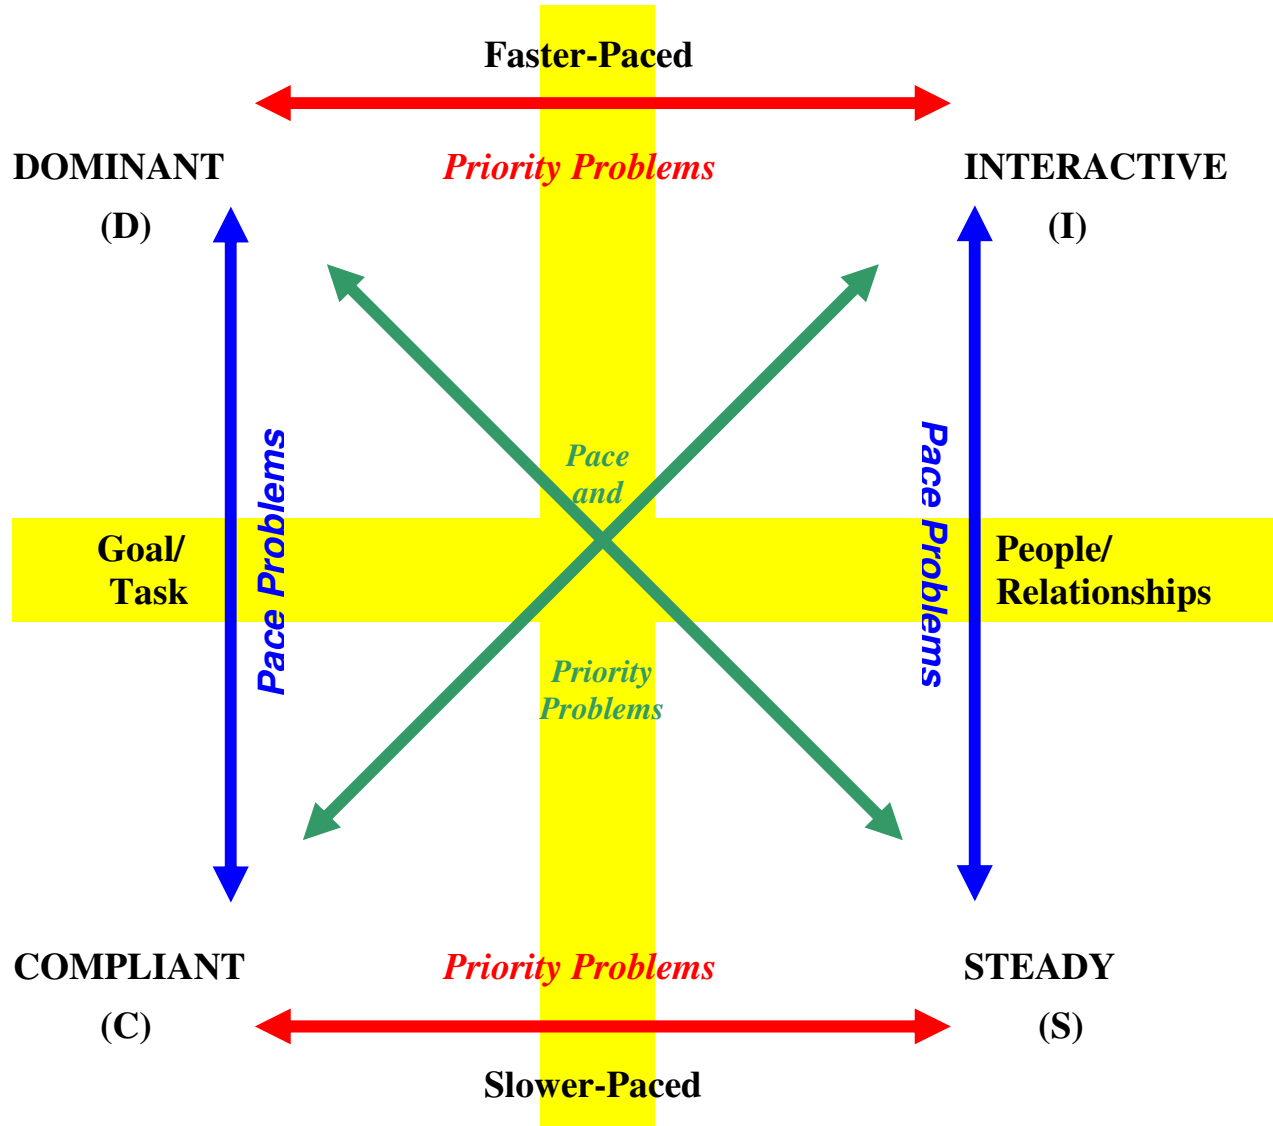 Faster-Paced
DOMINANT
Priority Problems
INTERACTIVE
(D)
(I)
Pace
and
Pace Problems
Pace Problems
Goal/
Task
People/
Relationships
Priority
Problems
COMPLIANT
Priority Problems
STEADY
(C)
(S)
Slower-Paced